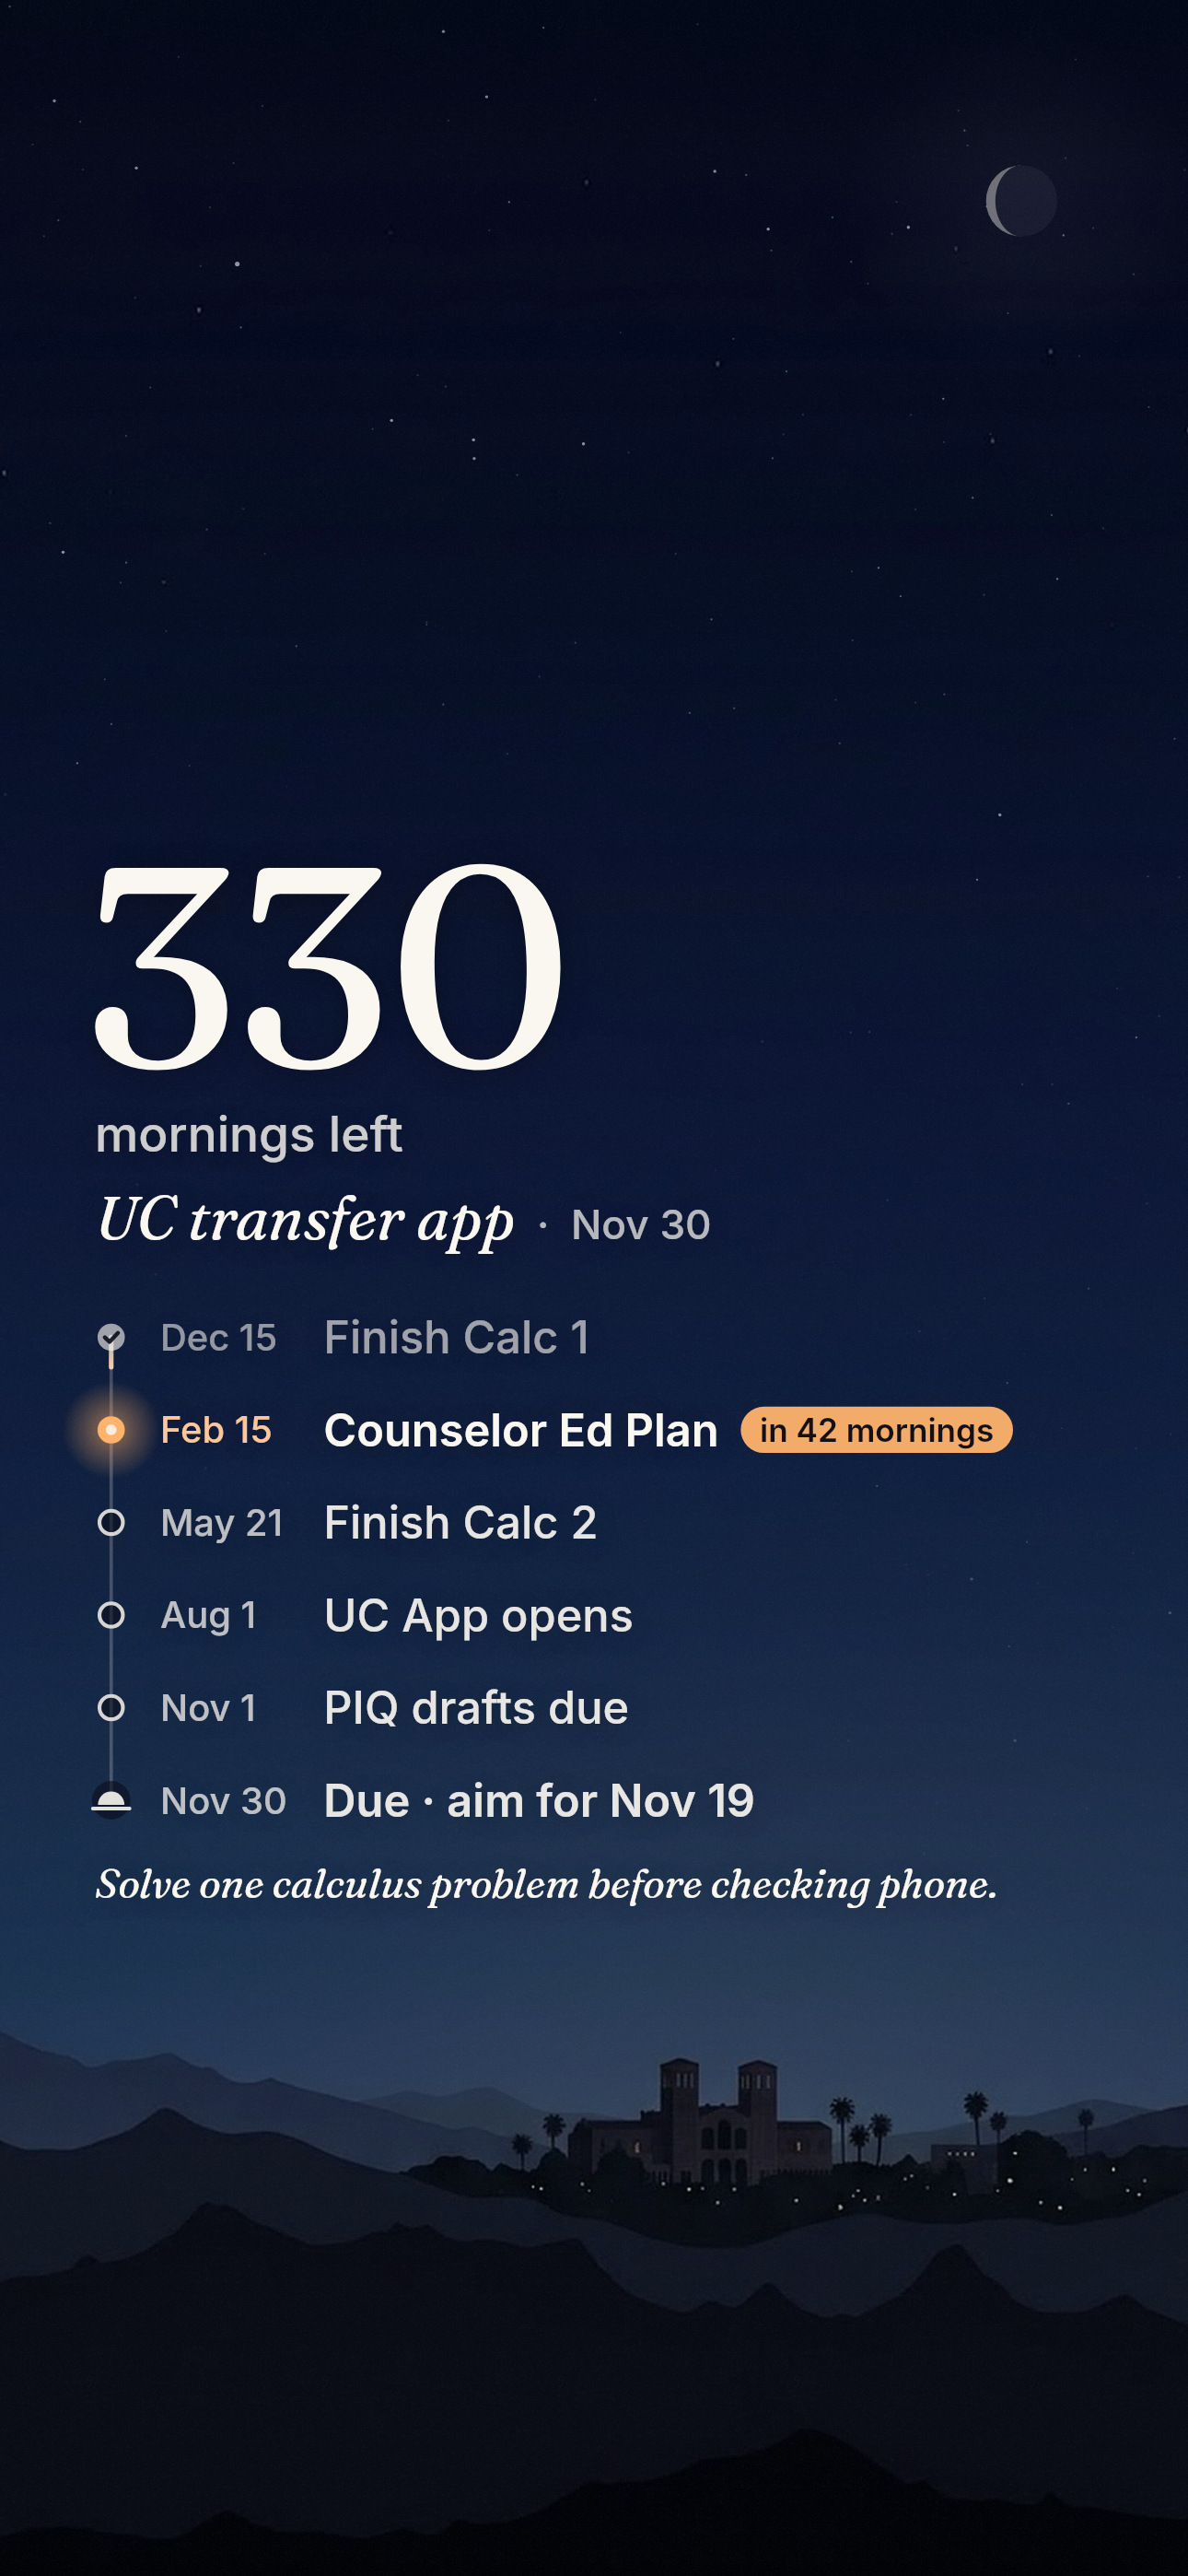 330
mornings left
UC transfer app · Nov 30
Dec 15 Finish Calc 1
Feb 15 Counselor Ed Plan in 42 mornings
May 21 Finish Calc 2
Aug 1 UC App opens
Nov 1 PIQ drafts due
Nov 30 Due · aim for Nov 19
Solve one calculus problem before checking phone.